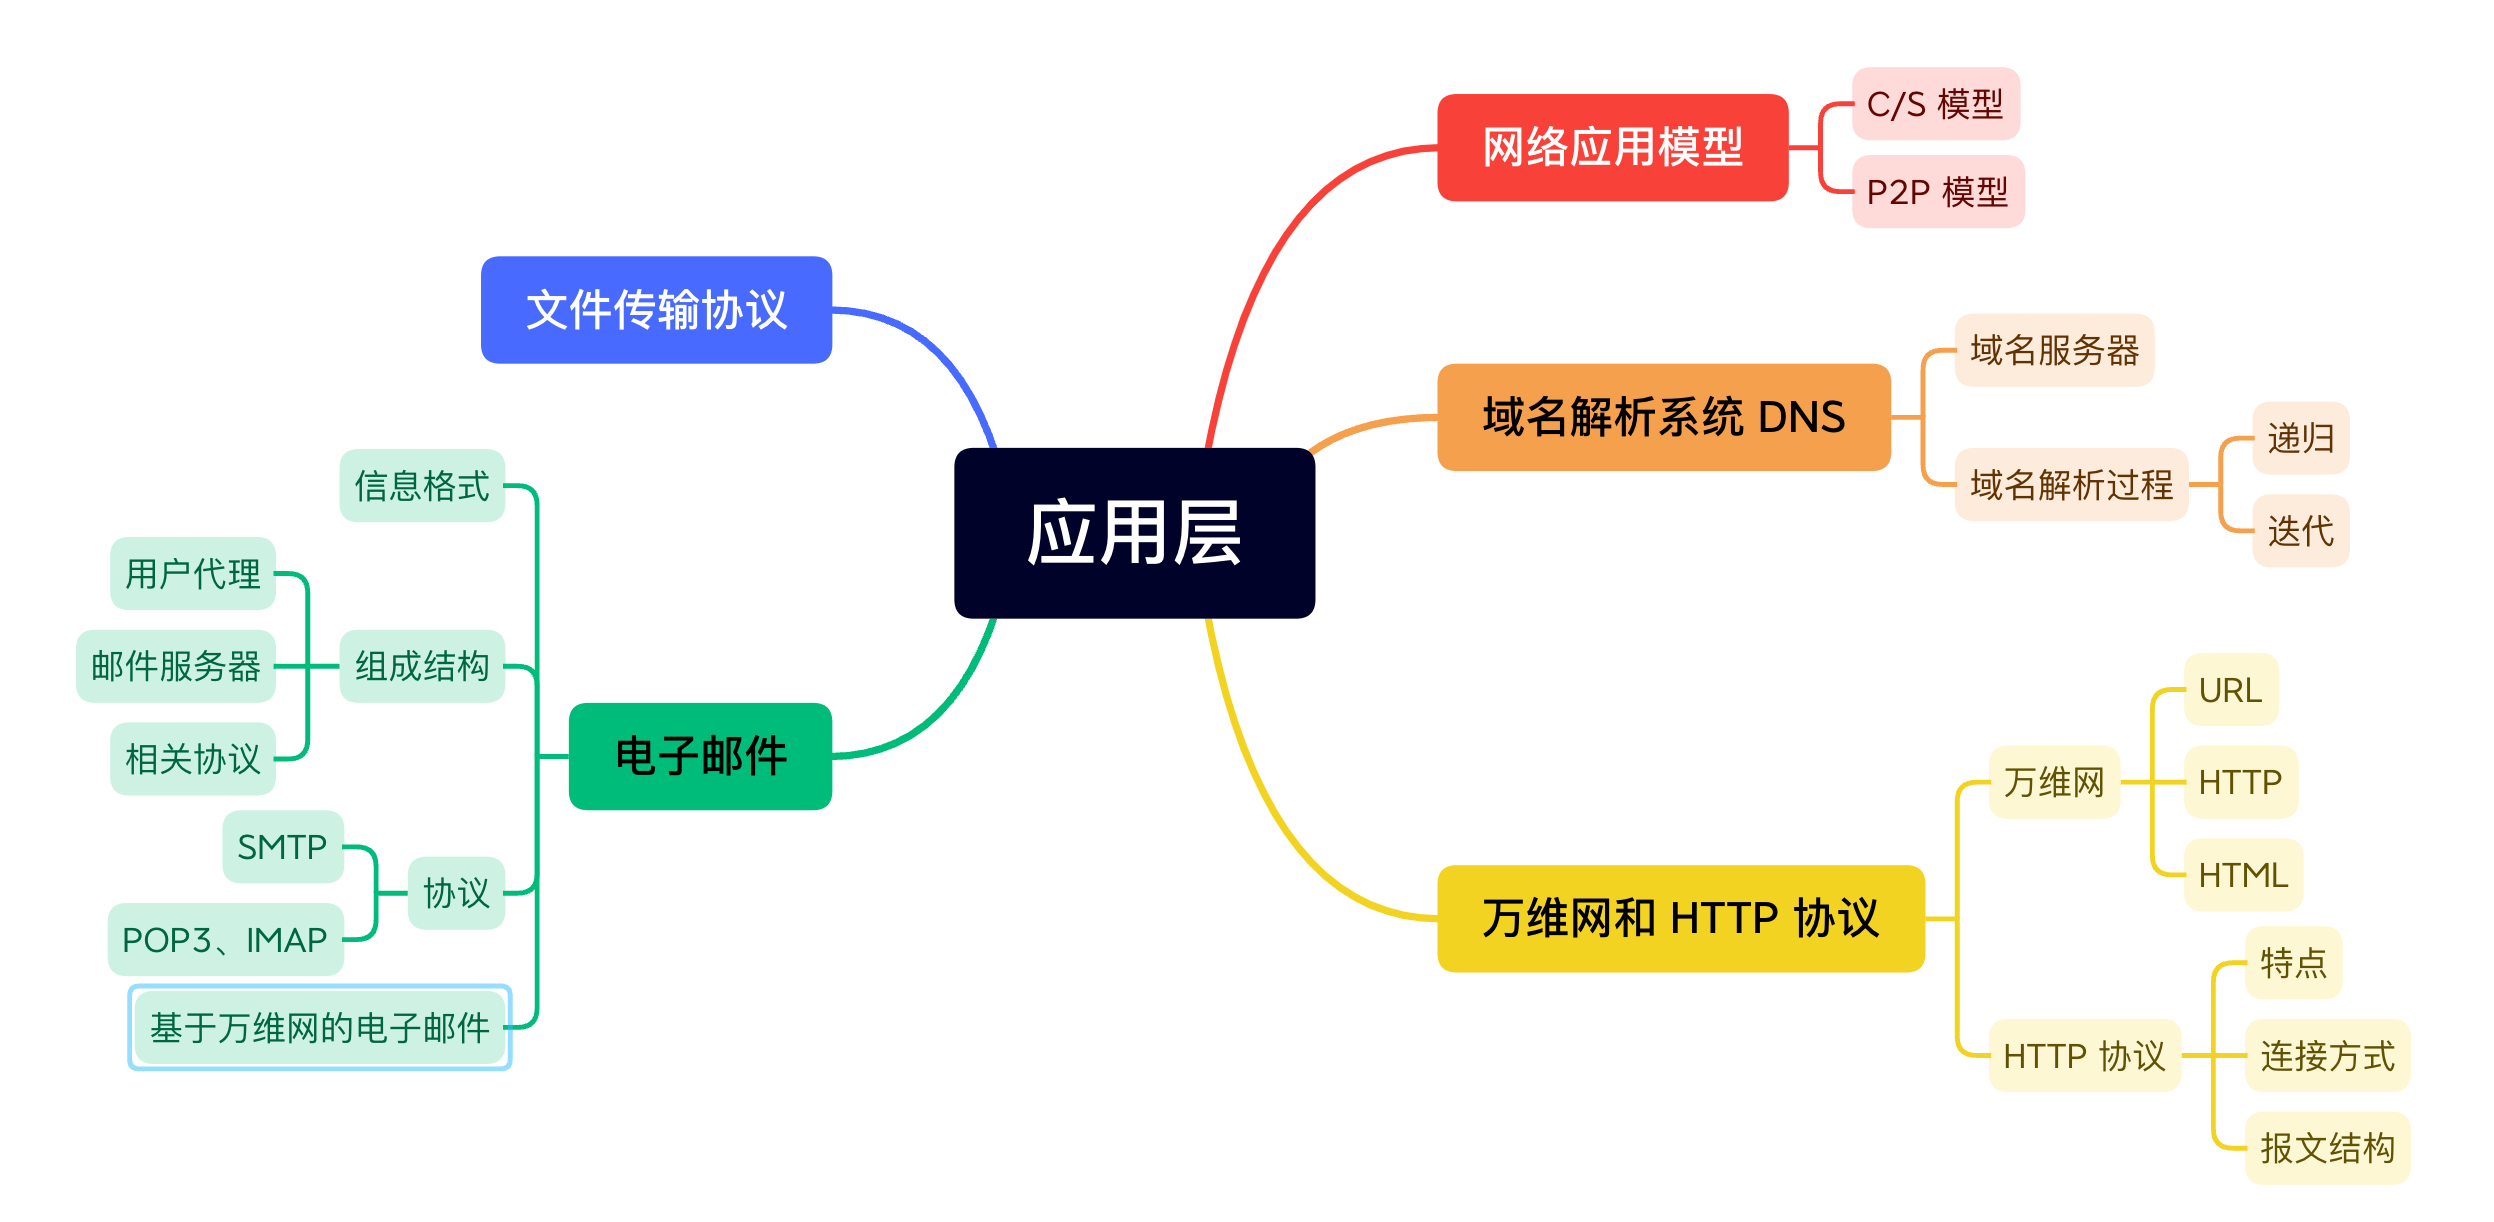 应用层
网络应用模型
C/S 模型
P2P 模型
域名解析系统 DNS
域名服务器
域名解析过程
递归
迭代
万维网和 HTTP 协议
万维网
URL
HTTP
HTML
HTTP 协议
特点
连接方式
报文结构
文件传输协议
电子邮件
信息格式
组成结构
用户代理
邮件服务器
相关协议
协议
SMTP
POP3、IMAP
基于万维网的电子邮件